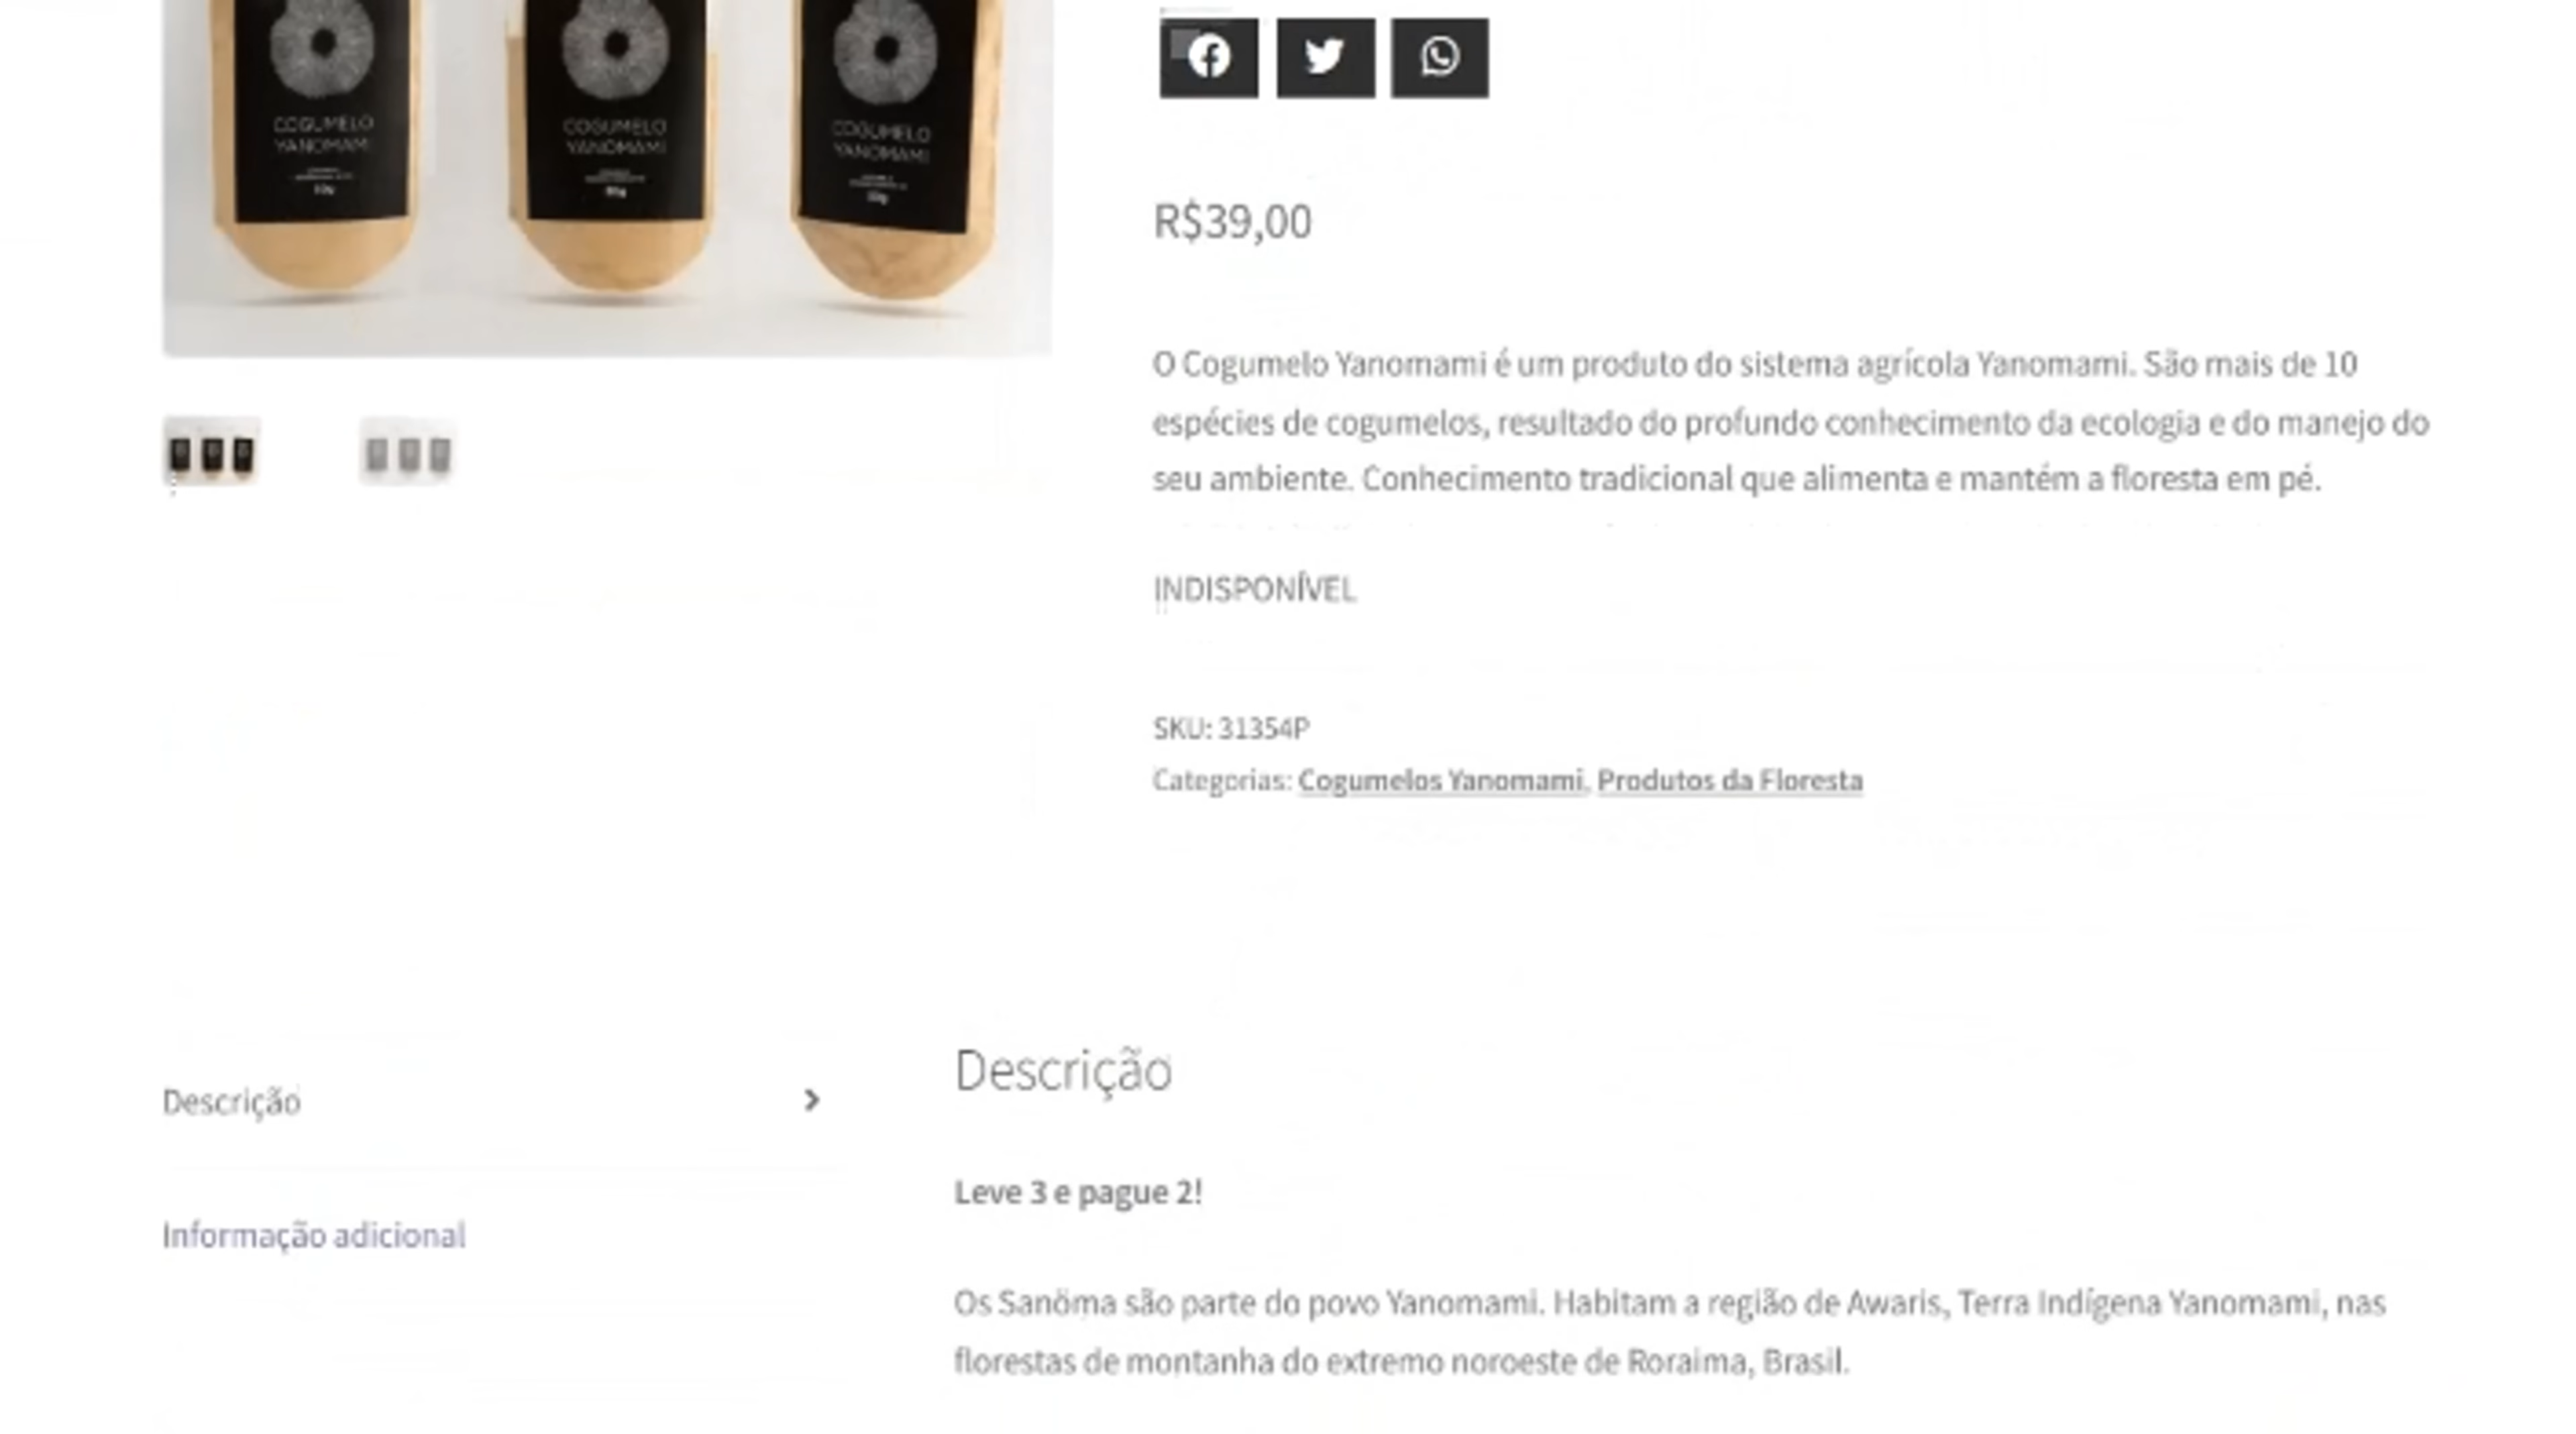 COGUMELO
YANOMAMI
COGUMELO
YANOMAMI
COGUMELO
YANOMAMI
R$39,00
O Cogumelo Yanomami é um produto do sistema agrícola Yanomami. São mais de 10
espécies de cogumelos, resultado do profundo conhecimento da ecologia e do manejo do
seu ambiente. Conhecimento tradicional que alimenta e mantém a floresta em pé.
INDISPONÍVEL
SKU: 31354P
Categorias: Cogumelos Yanomami, Produtos da Floresta
Descrição
Informação adicional
Descrição
Leve 3 e pague 2!
Os Sanöma são parte do povo Yanomami. Habitam a região de Awaris, Terra Indígena Yanomami, nas
florestas de montanha do extremo noroeste de Roraima, Brasil.